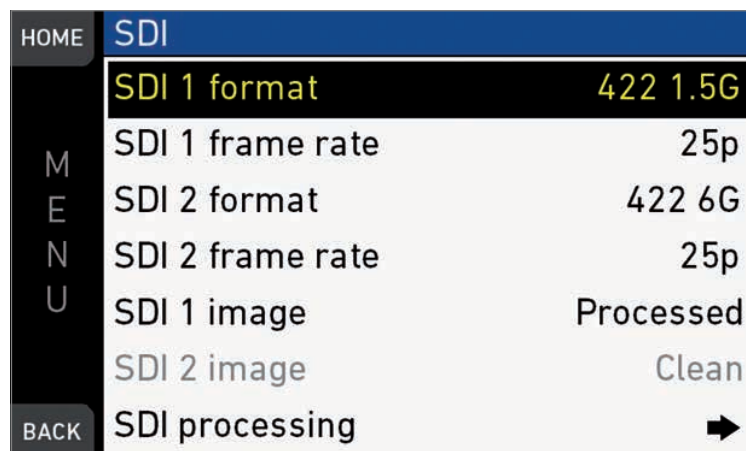 HOME
SDI
SDI 1 format 422 1.5G
SDI 1 frame rate 25p
SDI 2 format 422 6G
SDI 2 frame rate 25p
SDI 1 image Processed
SDI 2 image Clean
SDI processing
MENU
BACK